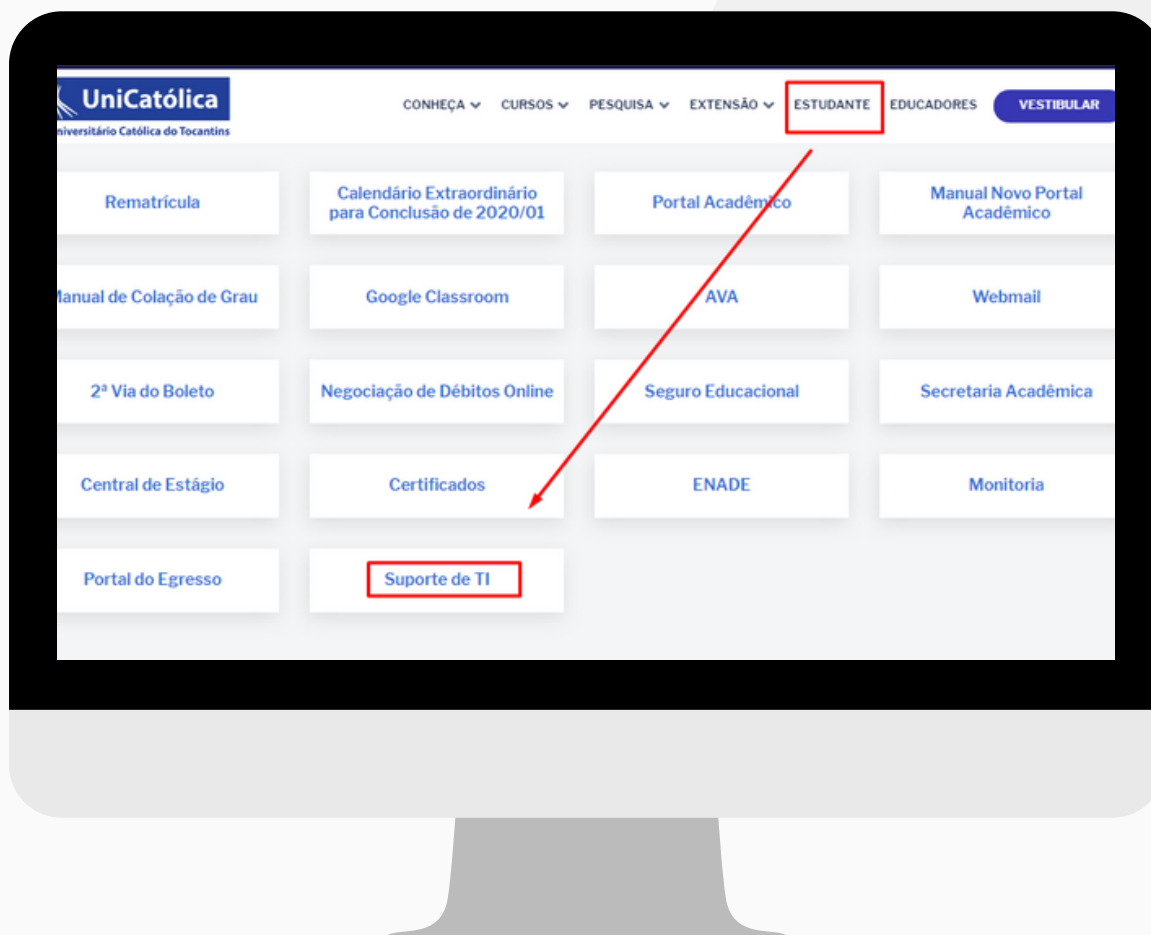 UniCatólica
niversitário Católica do Tocantins
CONHEÇA CURSOS PESQUISA EXTENSÃO ESTUDANTE EDUCADORES VESTIBULAR
Rematrícula
Calendário Extraordinário
para Conclusão de 2020/01
Portal Acadêmico
Manual Novo Portal
Acadêmico
Manual de Colação de Grau
Google Classroom
AVA
Webmail
2ª Via do Boleto
Negociação de Débitos Online
Seguro Educacional
Secretaria Acadêmica
Central de Estágio
Certificados
ENADE
Monitoria
Portal do Egresso
Suporte de TI